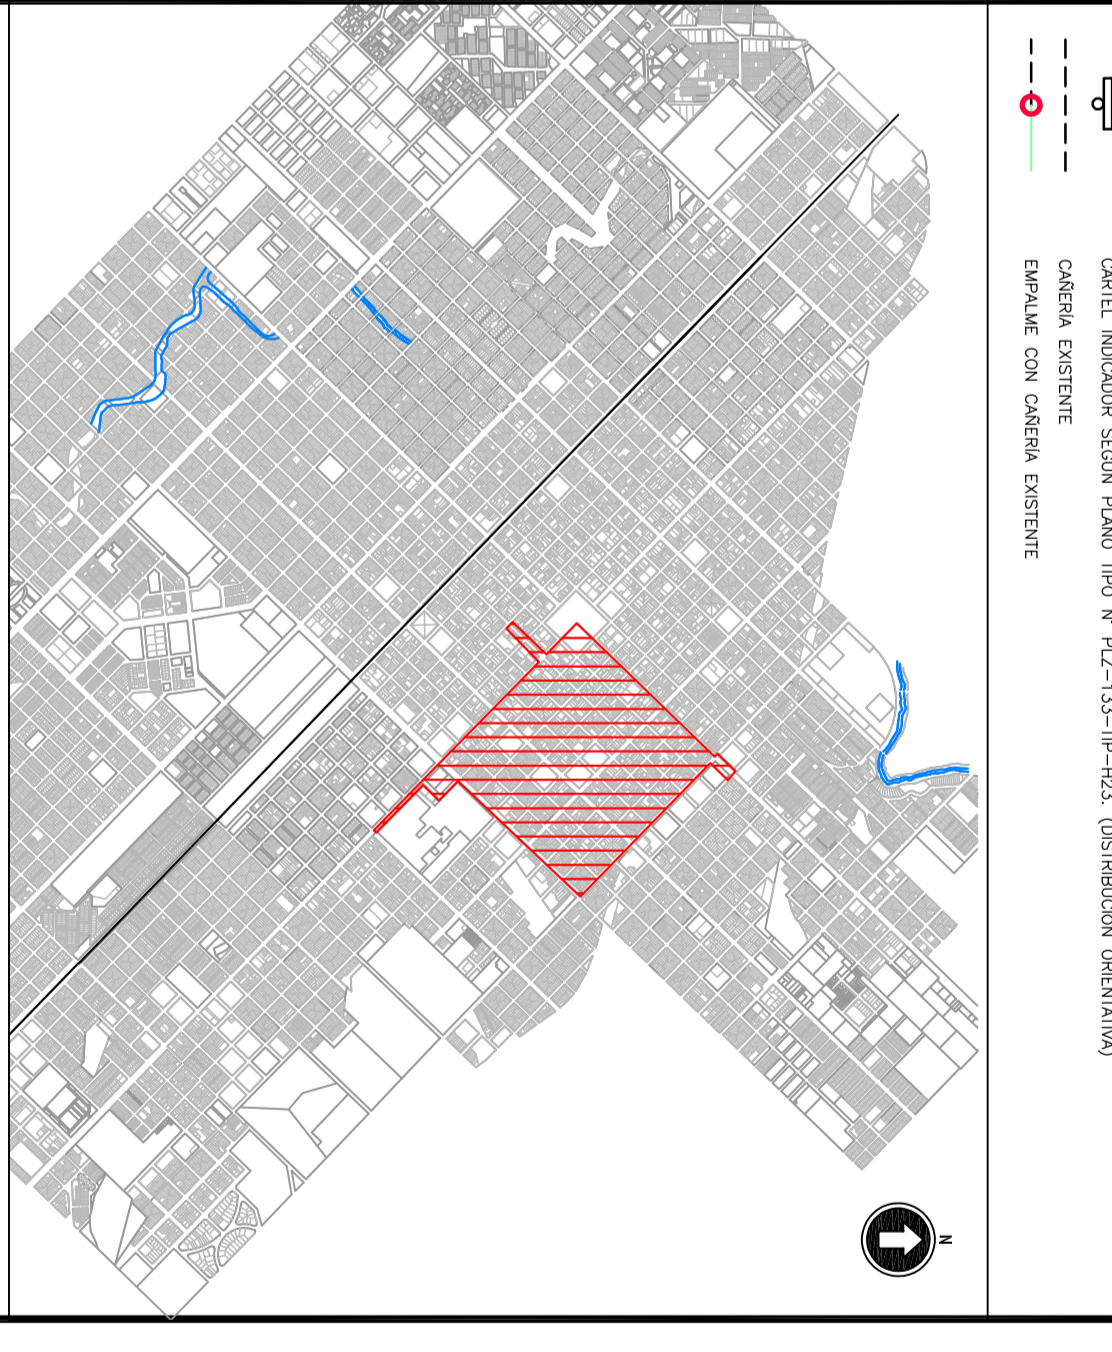 CARTEL INDICADOR SEGÚN PLANO TIPO Nº PLZ-133-TIP-H23. (DISTRIBUCIÓN ORIENTATIVA)
CAÑERÍA EXISTENTE
EMPALME CON CAÑERÍA EXISTENTE
N